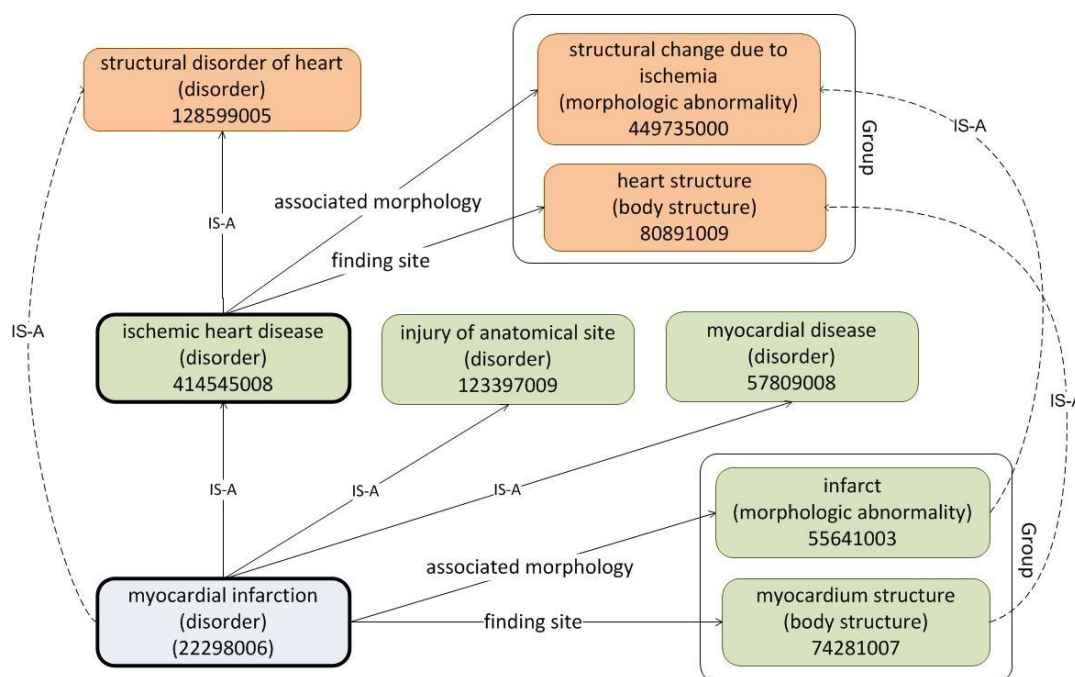 structural disorder of heart
(disorder)
128599005
structural change due to
ischemia
(morphologic abnormality)
449735000
Group
IS-A
heart structure
(body structure)
80891009
associated morphology
IS-A
finding site
IS-A
ischemic heart disease
(disorder)
414545008
injury of anatomical site
(disorder)
123397009
myocardial disease
(disorder)
57809008
IS-A
IS-A
IS-A
IS-A
infarct
(morphologic abnormality)
55641003
Group
associated morphology
myocardial infarction
(disorder)
(22298006)
finding site
myocardium structure
(body structure)
74281007